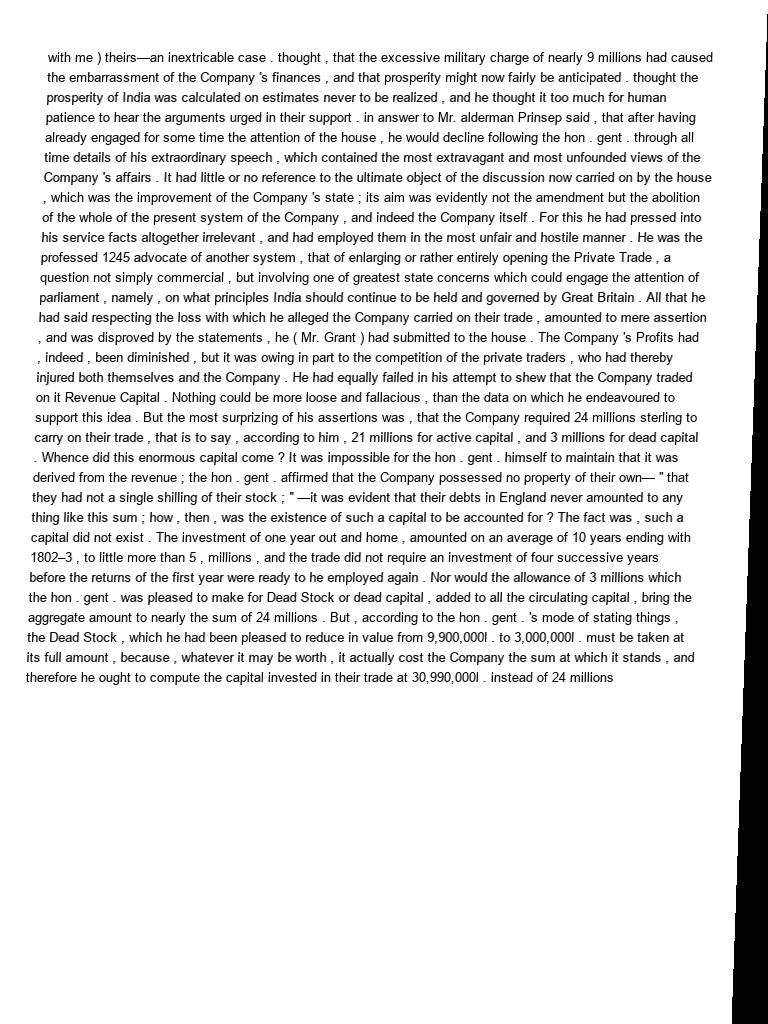 with me ) theirs—an inextricable case . thought , that the excessive military charge of nearly 9 millions had caused
the embarrassment of the Company 's finances , and that prosperity might now fairly be anticipated . thought the
prosperity of India was calculated on estimates never to be realized , and he thought it too much for human
patience to hear the arguments urged in their support . in answer to Mr. alderman Prinsep said , that after having
already engaged for some time the attention of the house , he would decline following the hon . gent . through all
time details of his extraordinary speech , which contained the most extravagant and most unfounded views of the
Company 's affairs . It had little or no reference to the ultimate object of the discussion now carried on by the house
, which was the improvement of the Company 's state ; its aim was evidently not the amendment but the abolition
of the whole of the present system of the Company , and indeed the Company itself . For this he had pressed into
his service facts altogether irrelevant , and had employed them in the most unfair and hostile manner . He was the
professed 1245 advocate of another system , that of enlarging or rather entirely opening the Private Trade , a
question not simply commercial , but involving one of greatest state concerns which could engage the attention of
parliament , namely , on what principles India should continue to be held and governed by Great Britain . All that he
had said respecting the loss with which he alleged the Company carried on their trade , amounted to mere assertion
, and was disproved by the statements , he ( Mr. Grant ) had submitted to the house . The Company 's Profits had
, indeed , been diminished , but it was owing in part to the competition of the private traders , who had thereby
injured both themselves and the Company . He had equally failed in his attempt to shew that the Company traded
on it Revenue Capital . Nothing could be more loose and fallacious , than the data on which he endeavoured to
support this idea . But the most surprizing of his assertions was , that the Company required 24 millions sterling to
carry on their trade , that is to say , according to him , 21 millions for active capital , and 3 millions for dead capital
. Whence did this enormous capital come ? It was impossible for the hon . gent . himself to maintain that it was
derived from the revenue ; the hon . gent . affirmed that the Company possessed no property of their own— " that
they had not a single shilling of their stock ; " —it was evident that their debts in England never amounted to any
thing like this sum ; how , then , was the existence of such a capital to be accounted for ? The fact was , such a
capital did not exist . The investment of one year out and home , amounted on an average of 10 years ending with
1802–3 , to little more than 5 , millions , and the trade did not require an investment of four successive years
before the returns of the first year were ready to he employed again . Nor would the allowance of 3 millions which
the hon . gent . was pleased to make for Dead Stock or dead capital , added to all the circulating capital , bring the
aggregate amount to nearly the sum of 24 millions . But , according to the hon . gent . 's mode of stating things ,
the Dead Stock , which he had been pleased to reduce in value from 9,900,000l . to 3,000,000l . must be taken at
its full amount , because , whatever it may be worth , it actually cost the Company the sum at which it stands , and
therefore he ought to compute the capital invested in their trade at 30,990,000l . instead of 24 millions